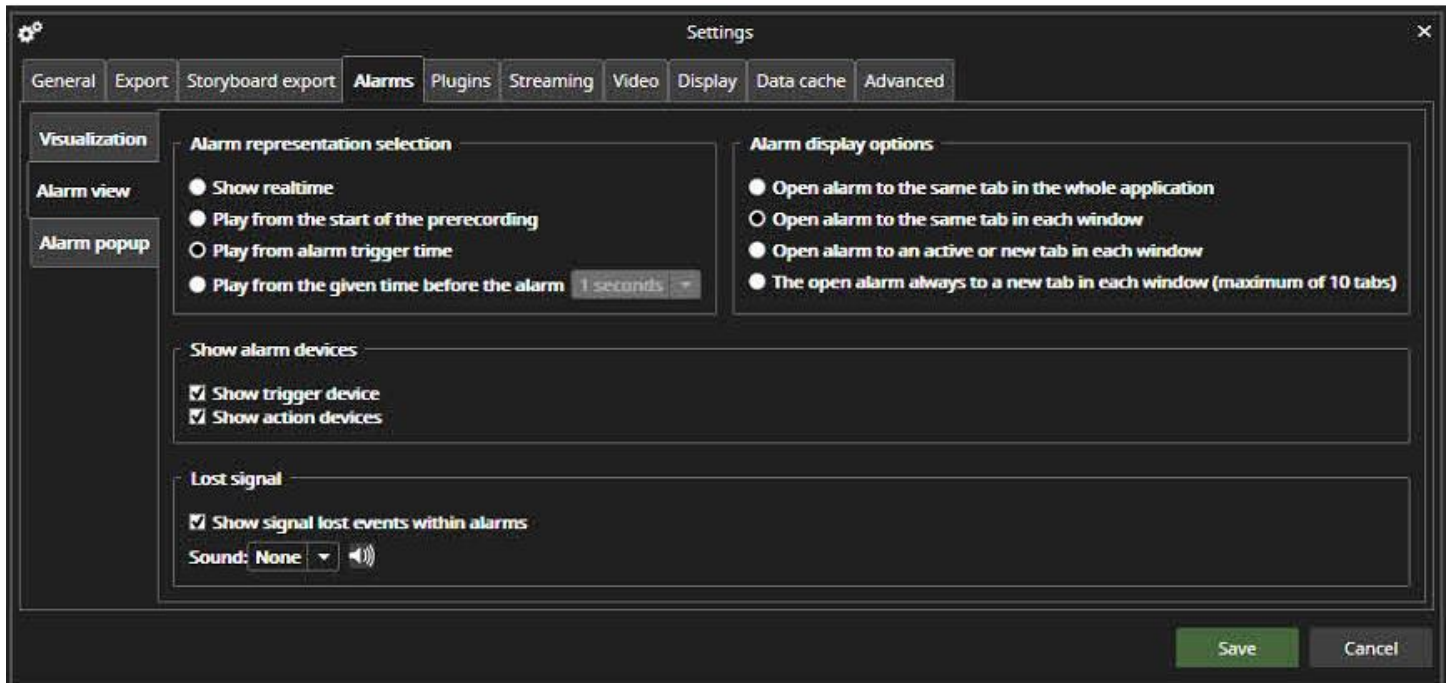 Settings
General Export Storyboard export Alarms Plugins Streaming Video Display Data cache Advanced
Visualization
Alarm view
Alarm popup
Alarm representation selection
Show realtime
Play from the start of the prerecording
Play from alarm trigger time
Play from the given time before the alarm 1 seconds
Alarm display options
Open alarm to the same tab in the whole application
Open alarm to the same tab in each window
Open alarm to an active or new tab in each window
The open alarm always to a new tab in each window (maximum of 10 tabs)
Show alarm devices
Show trigger device
Show action devices
Lost signal
Show signal lost events within alarms
Sound: None
Save Cancel